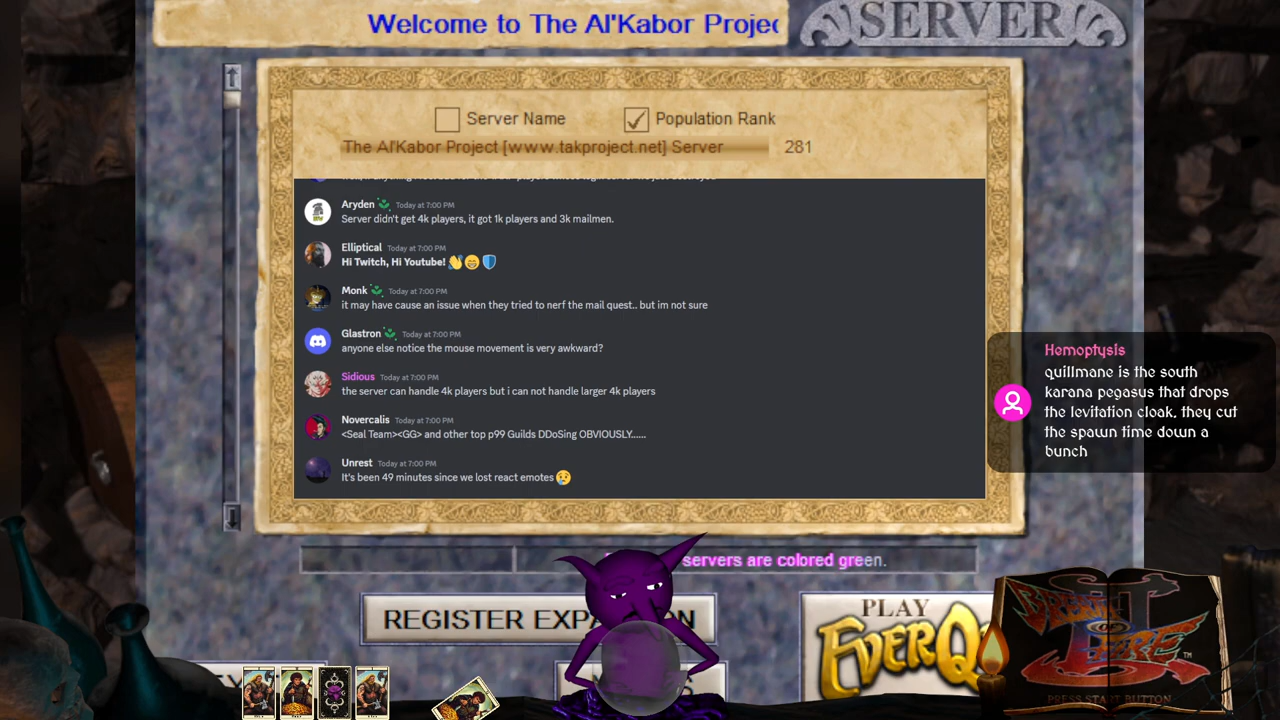 Welcome to The Al'Kabor Projec
SERVER
Server Name
Population Rank
The Al'Kabor Project [www.takproject.net] Server 281
Aryden Today at 7:00 PM
Server didn't get 4k players, it got 1k players and 3k mailmen.
Elliptical Today at 7:00 PM
Hi Twitch, Hi Youtube! 👋😄🛡️
Monk Today at 7:00 PM
it may have cause an issue when they tried to nerf the mail quest.. but im not sure
Glastron Today at 7:00 PM
anyone else notice the mouse movement is very awkward?
Sidious Today at 7:00 PM
the server can handle 4k players but i can not handle larger 4k players
Novercalis Today at 7:00 PM
<Seal Team><GG> and other top p99 Guilds DDoSing OBVIOUSLY......
Unrest Today at 7:00 PM
It's been 49 minutes since we lost react emotes 😢
Hemoptysis
quillmane is the south
karana pegasus that drops
the levitation cloak, they cut
the spawn time down a
bunch
servers are colored green.
REGISTER EXPA N
PLAY
EVERQ
PRESS START BUTTON